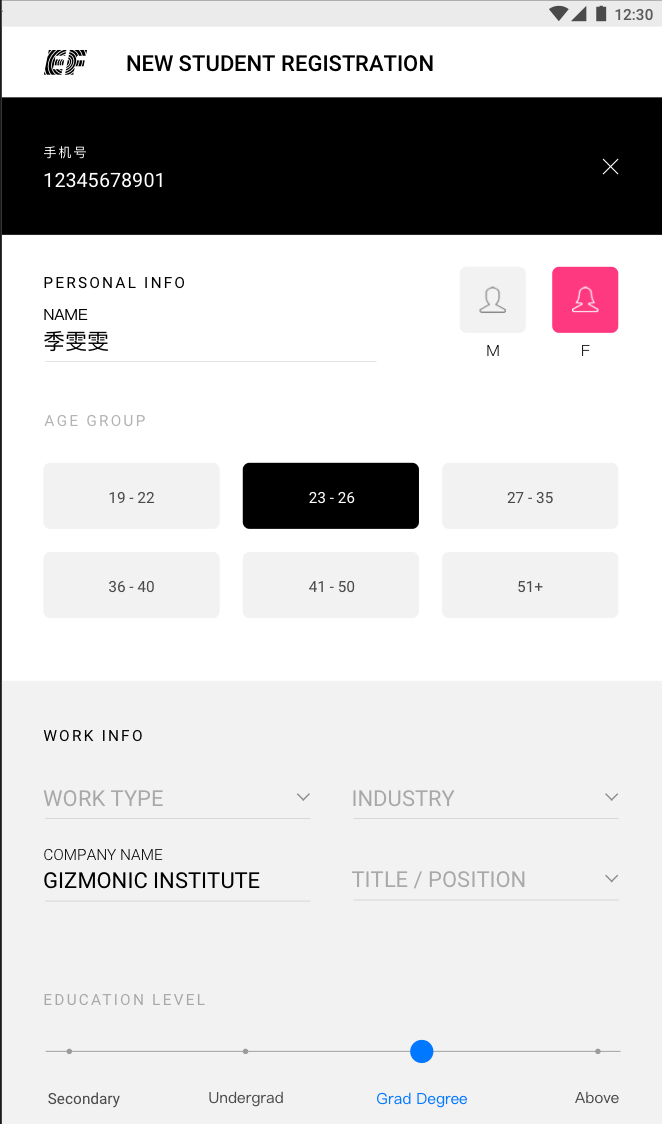 12:30
EF
NEW STUDENT REGISTRATION
手机号
12345678901
PERSONAL INFO
NAME
季雯雯
M
F
AGE GROUP
19 - 22
23 - 26
27 - 35
36 - 40
41 - 50
51+
WORK INFO
WORK TYPE
INDUSTRY
COMPANY NAME
GIZMONIC INSTITUTE
TITLE / POSITION
EDUCATION LEVEL
Secondary
Undergrad
Grad Degree
Above